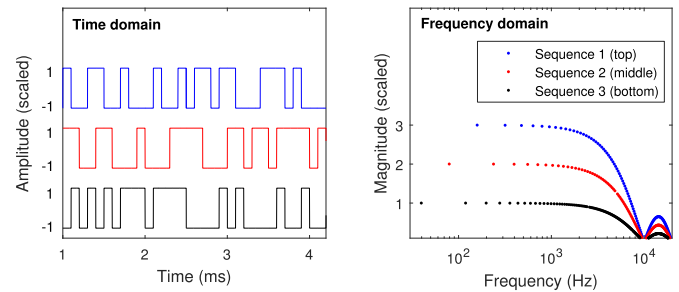 Time domain
Amplitude (scaled)
1
-1
1
-1
1
-1
1
2
3
4
Time (ms)
Frequency domain
Sequence 1 (top)
Sequence 2 (middle)
Sequence 3 (bottom)
Magnitude (scaled)
3
2
1
10²
10³
10⁴
Frequency (Hz)